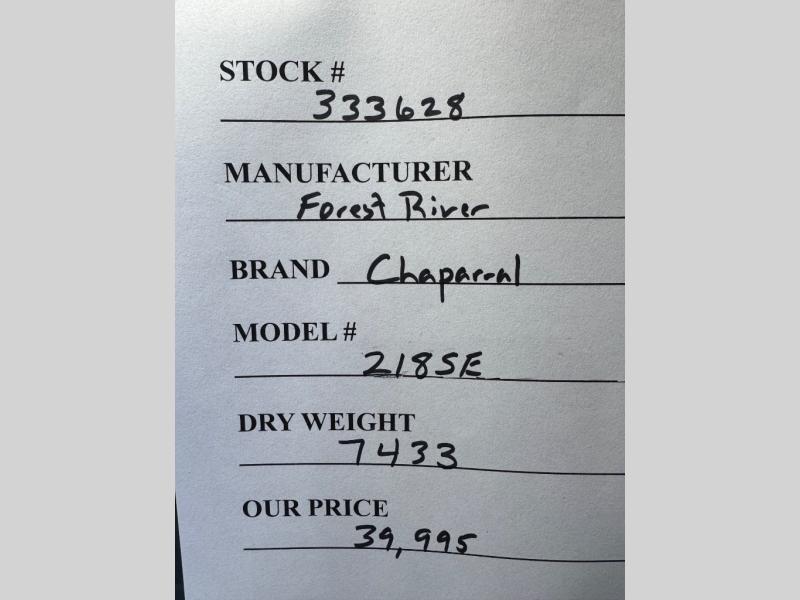 STOCK #
333628
MANUFACTURER
Forest River
BRAND Chaparral
MODEL #
218SE
DRY WEIGHT
7433
OUR PRICE
39,995